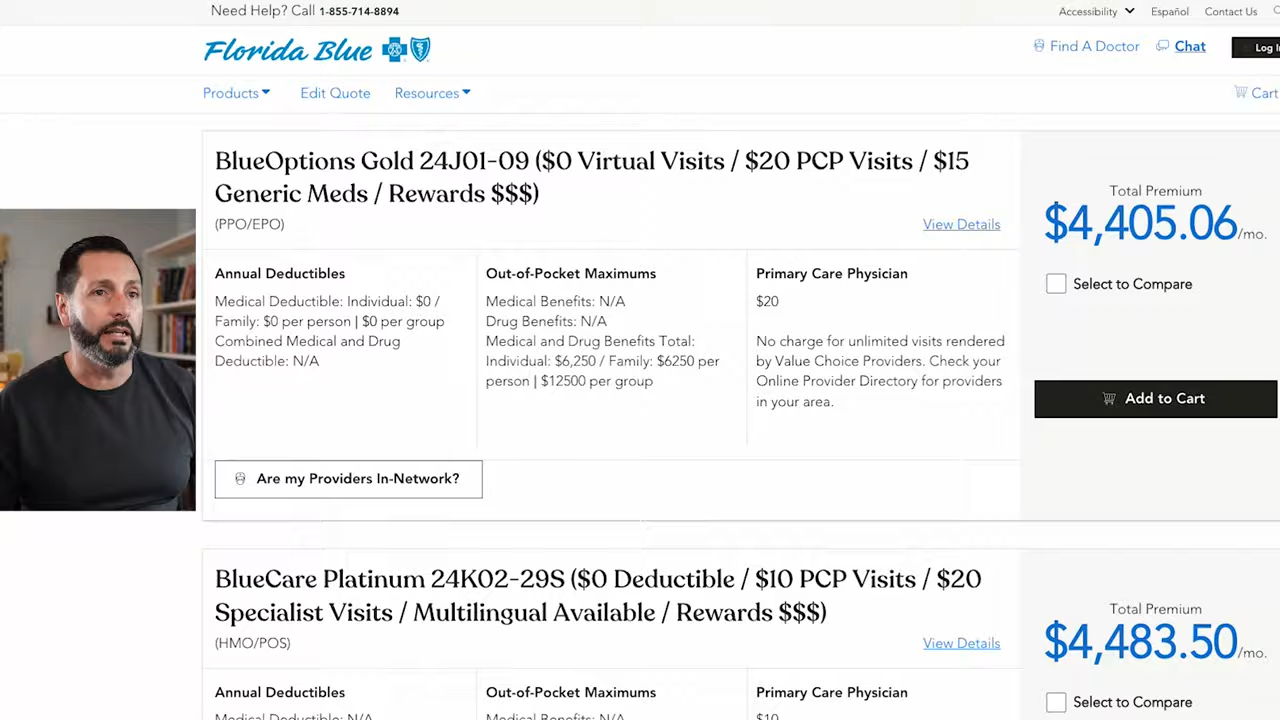 Need Help? Call 1-855-714-8894
Accessibility
Español
Contact Us
Florida Blue
Find A Doctor
Chat
Log
Products
Edit Quote
Resources
Cart
BlueOptions Gold 24J01-09 ($0 Virtual Visits / $20 PCP Visits / $15
Generic Meds / Rewards $$$)
(PPO/EPO)
View Details
Annual Deductibles
Medical Deductible: Individual: $0 /
Family: $0 per person | $0 per group
Combined Medical and Drug
Deductible: N/A
Out-of-Pocket Maximums
Medical Benefits: N/A
Drug Benefits: N/A
Medical and Drug Benefits Total:
Individual: $6,250 / Family: $6250 per
person | $12500 per group
Primary Care Physician
$20
No charge for unlimited visits rendered
by Value Choice Providers. Check your
Online Provider Directory for providers
in your area.
Total Premium
$4,405.06/mo.
Select to Compare
Add to Cart
Are my Providers In-Network?
BlueCare Platinum 24K02-29S ($0 Deductible / $10 PCP Visits / $20
Specialist Visits / Multilingual Available / Rewards $$$)
(HMO/POS)
View Details
Total Premium
$4,483.50/mo.
Select to Compare
Annual Deductibles
Medical Deductible: N/A
Out-of-Pocket Maximums
Medical Benefits: N/A
Primary Care Physician
$10